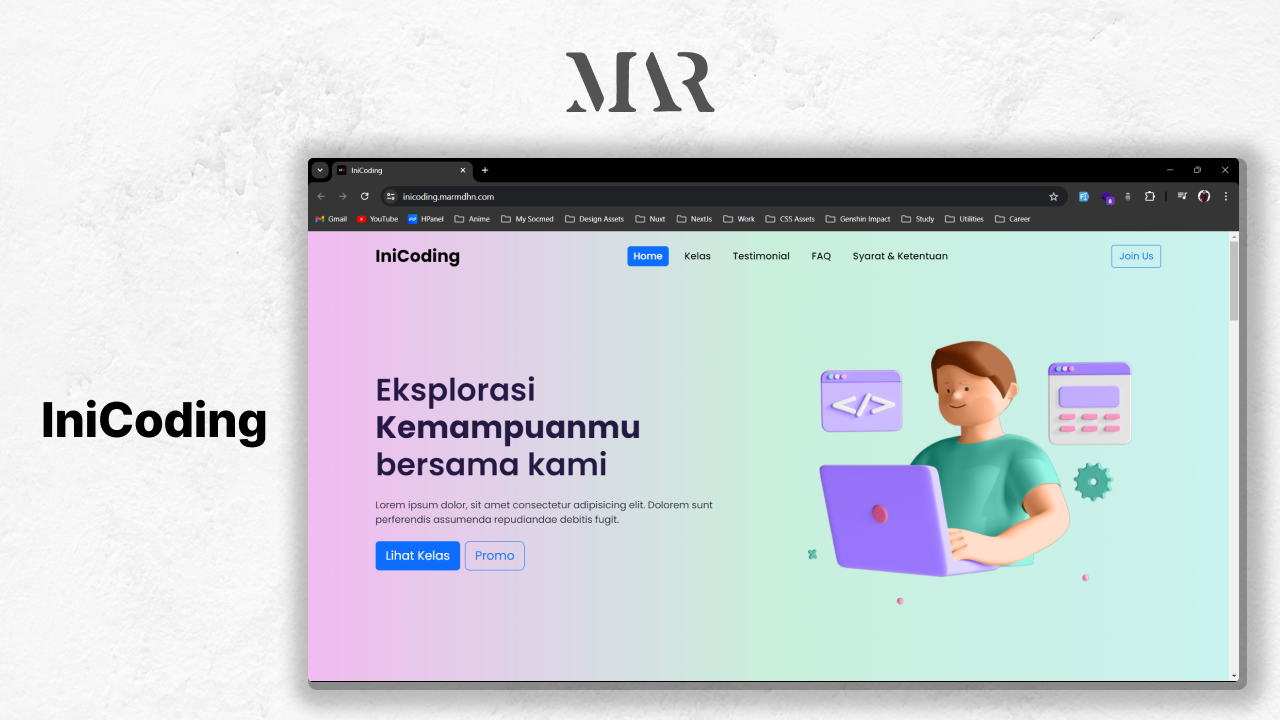 MAR
IniCoding
inicoding.marmdhn.com
Gmail YouTube HPanel Anime My Socmed Design Assets Nuxt NextJs Work CSS Assets Genshin Impact Study Utilities Career
IniCoding Home Kelas Testimonial FAQ Syarat & Ketentuan Join Us
Eksplorasi
Kemampuanmu
bersama kami
Lorem ipsum dolor, sit amet consectetur adipisicing elit. Dolorem sunt
perferendis assumenda repudiandae debitis fugit.
Lihat Kelas Promo
</>
IniCoding